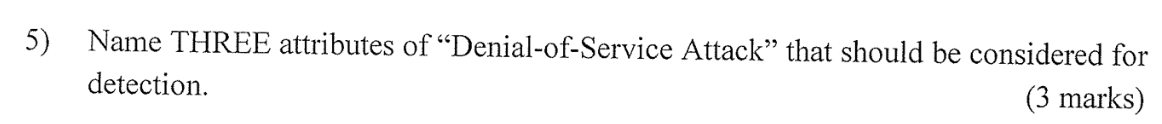 5) Name THREE attributes of “Denial-of-Service Attack” that should be considered for
detection. (3 marks)